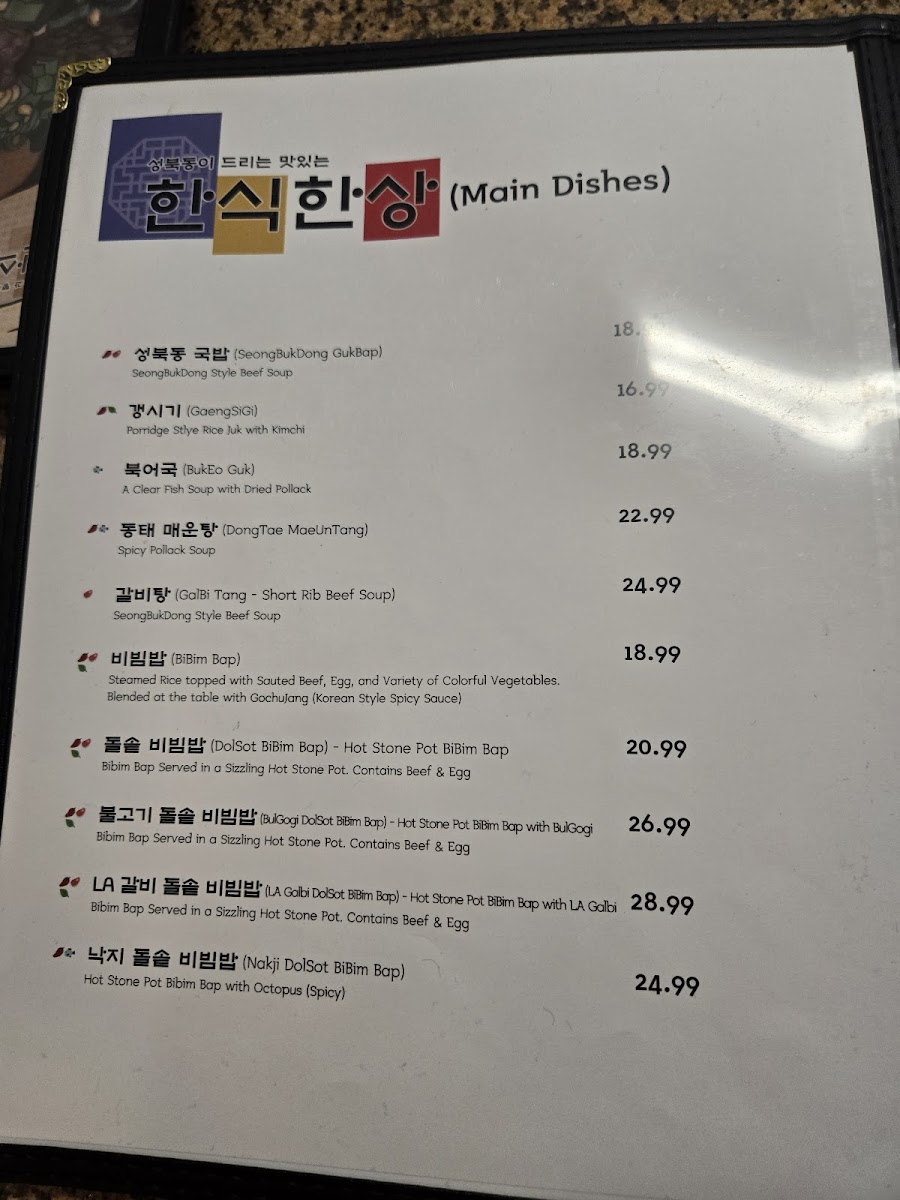 성북동이 드리는 맛있는
한식한상 (Main Dishes)
성북동 국밥 (SeongBukDong GukBap)
SeongBukDong Style Beef Soup
갱시기 (GaengSiGi) 16.99
Porridge Stlye Rice Juk with Kimchi
북어국 (BukEo Guk) 18.99
A Clear Fish Soup with Dried Pollack
동태 매운탕 (DongTae MaeUnTang) 22.99
Spicy Pollack Soup
갈비탕 (GalBi Tang - Short Rib Beef Soup) 24.99
SeongBukDong Style Beef Soup
비빔밥 (BiBim Bap) 18.99
Steamed Rice topped with Sauted Beef, Egg, and Variety of Colorful Vegetables.
Blended at the table with GochuJang (Korean Style Spicy Sauce)
돌솥 비빔밥 (DolSot BiBim Bap) - Hot Stone Pot BiBim Bap 20.99
Bibim Bap Served in a Sizzling Hot Stone Pot. Contains Beef & Egg
불고기 돌솥 비빔밥 (BulGogi DolSot BiBim Bap) - Hot Stone Pot BiBim Bap with BulGogi 26.99
Bibim Bap Served in a Sizzling Hot Stone Pot. Contains Beef & Egg
LA 갈비 돌솥 비빔밥 (LA Galbi DolSot BiBim Bap) - Hot Stone Pot BiBim Bap with LA Galbi 28.99
Bibim Bap Served in a Sizzling Hot Stone Pot. Contains Beef & Egg
낙지 돌솥 비빔밥 (Nakji DolSot BiBim Bap) 24.99
Hot Stone Pot Bibim Bap with Octopus (Spicy)